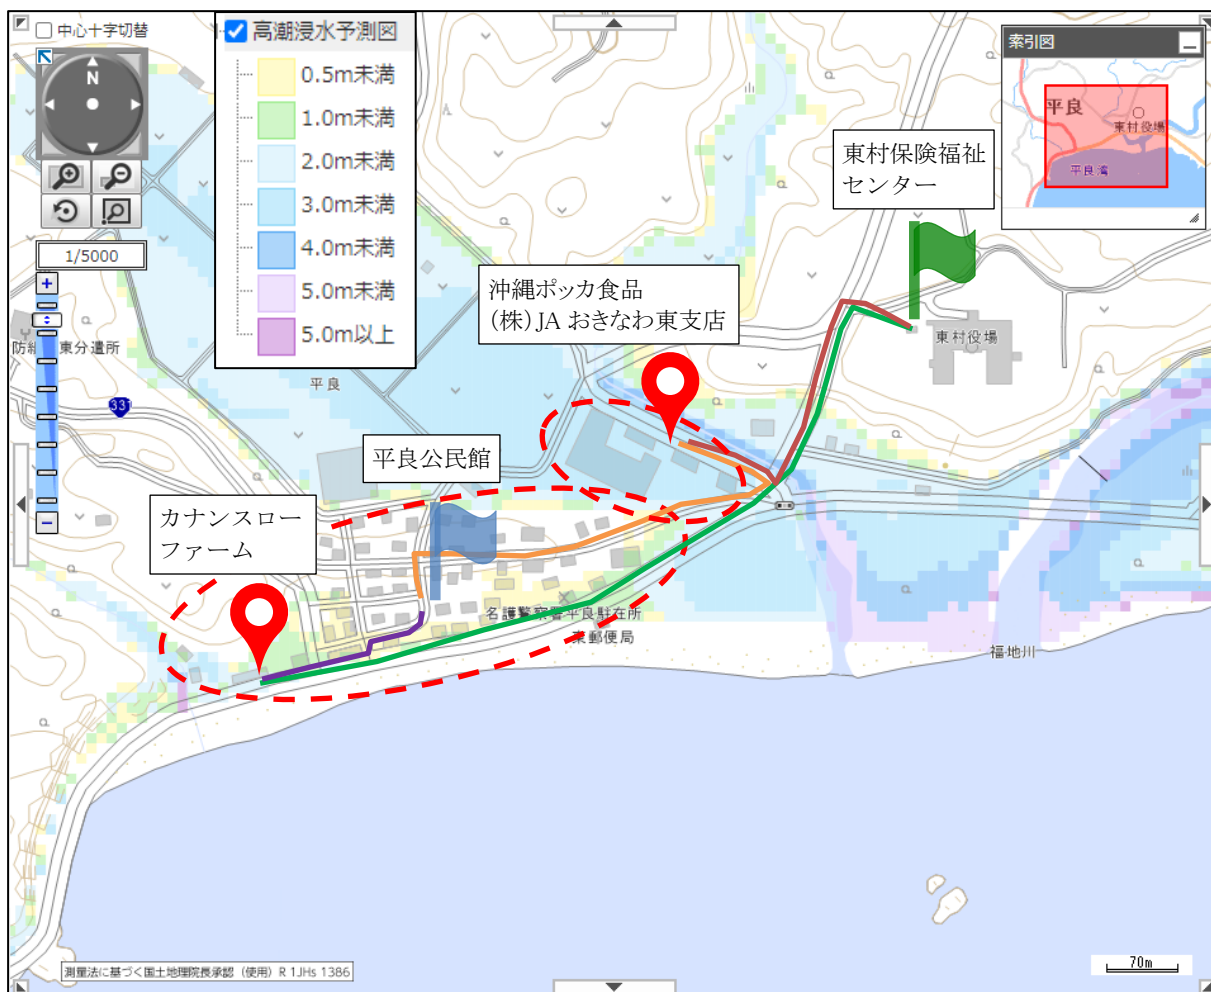 中心十字切替
N
1/5000
高潮浸水予測図
0.5m未満
1.0m未満
2.0m未満
3.0m未満
4.0m未満
5.0m未満
5.0m以上
索引図
平良
東村役場
平良湾
東村保険福祉
センター
沖縄ポッカ食品
（株）JAおきなわ東支店
東村役場
東分遣所
平良
331
平良公民館
カナンスロー
ファーム
名護警察署平良駐在所
東郵便局
福地川
70m
測量法に基づく国土地理院長承認（使用）R 1JHs 1386